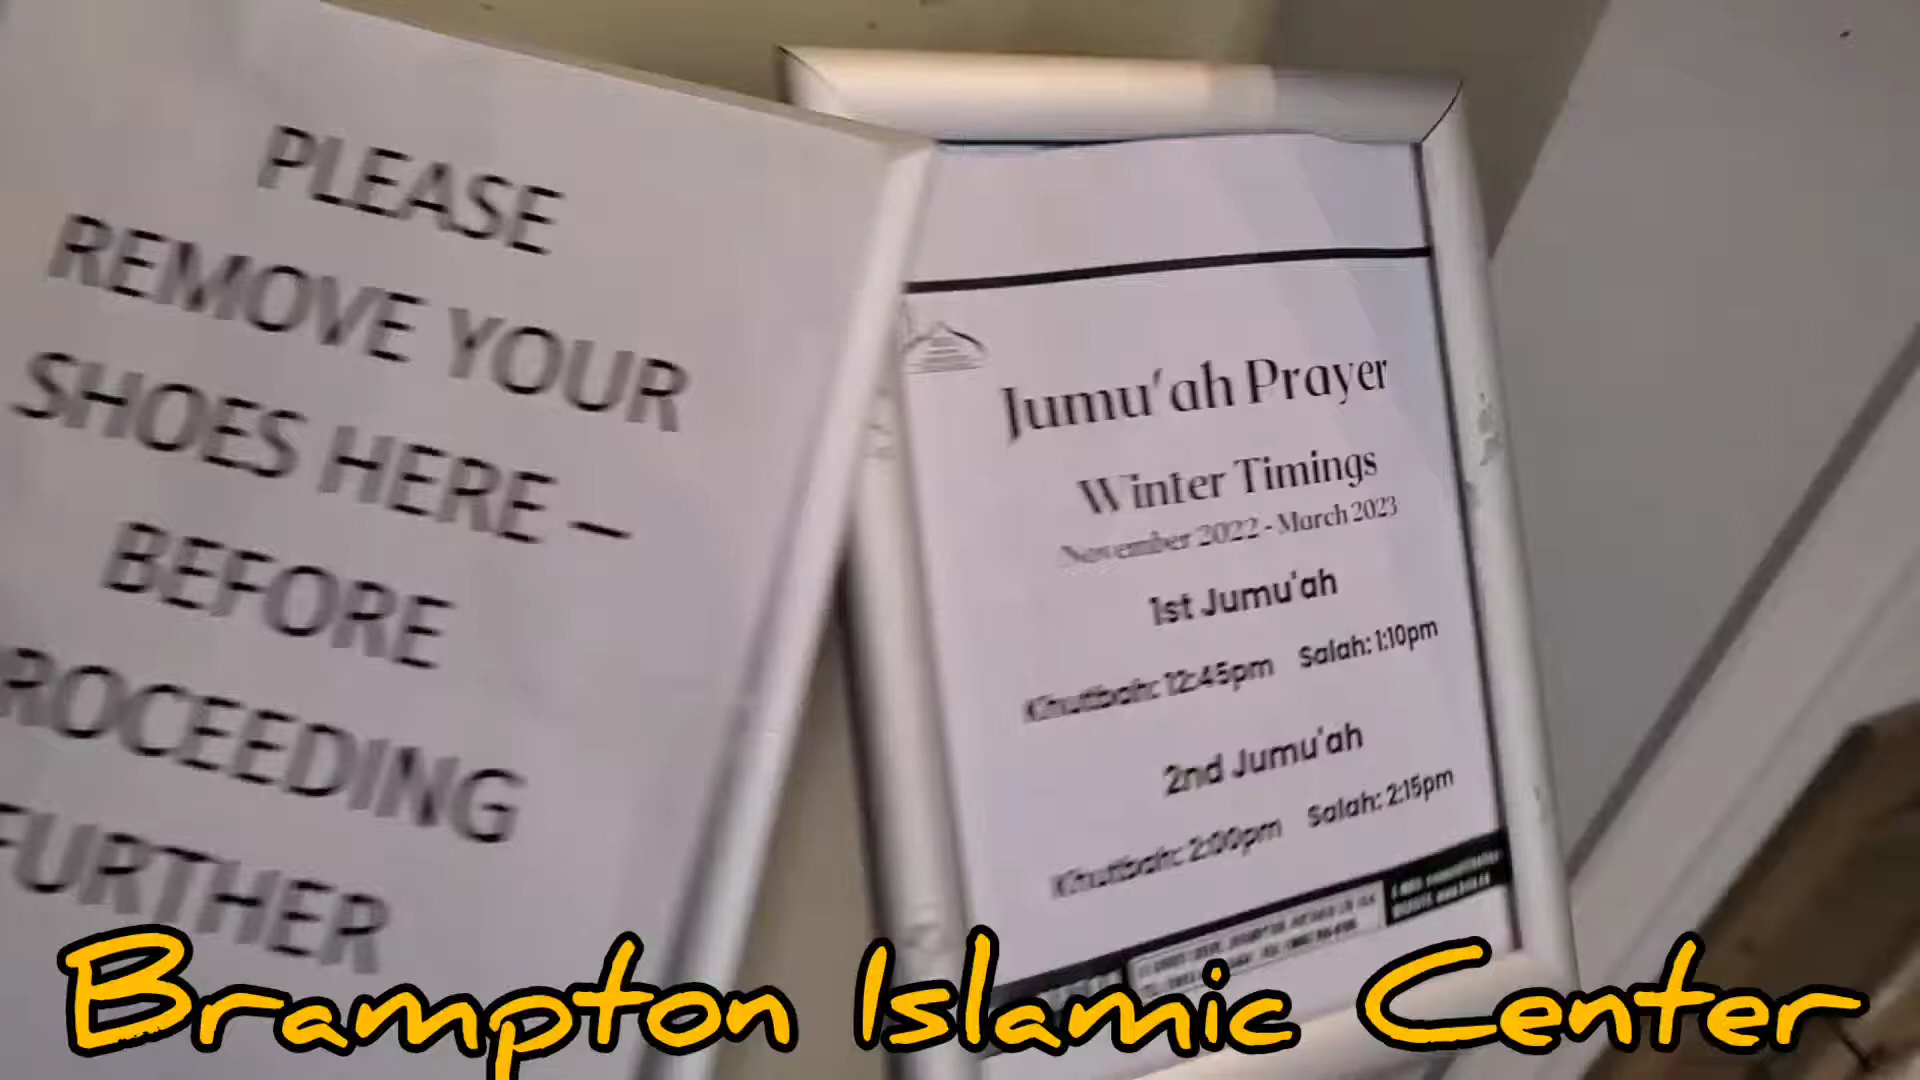 PLEASE
REMOVE YOUR
SHOES HERE –
BEFORE
ROCEEDING
FURTHER
Jumu'ah Prayer
Winter Timings
November 2022 - March 2023
1st Jumu'ah
Khutbah: 12:45pm Salah: 1:10pm
2nd Jumu'ah
Khutbah: 2:00pm Salah: 2:15pm
Brampton Islamic Center